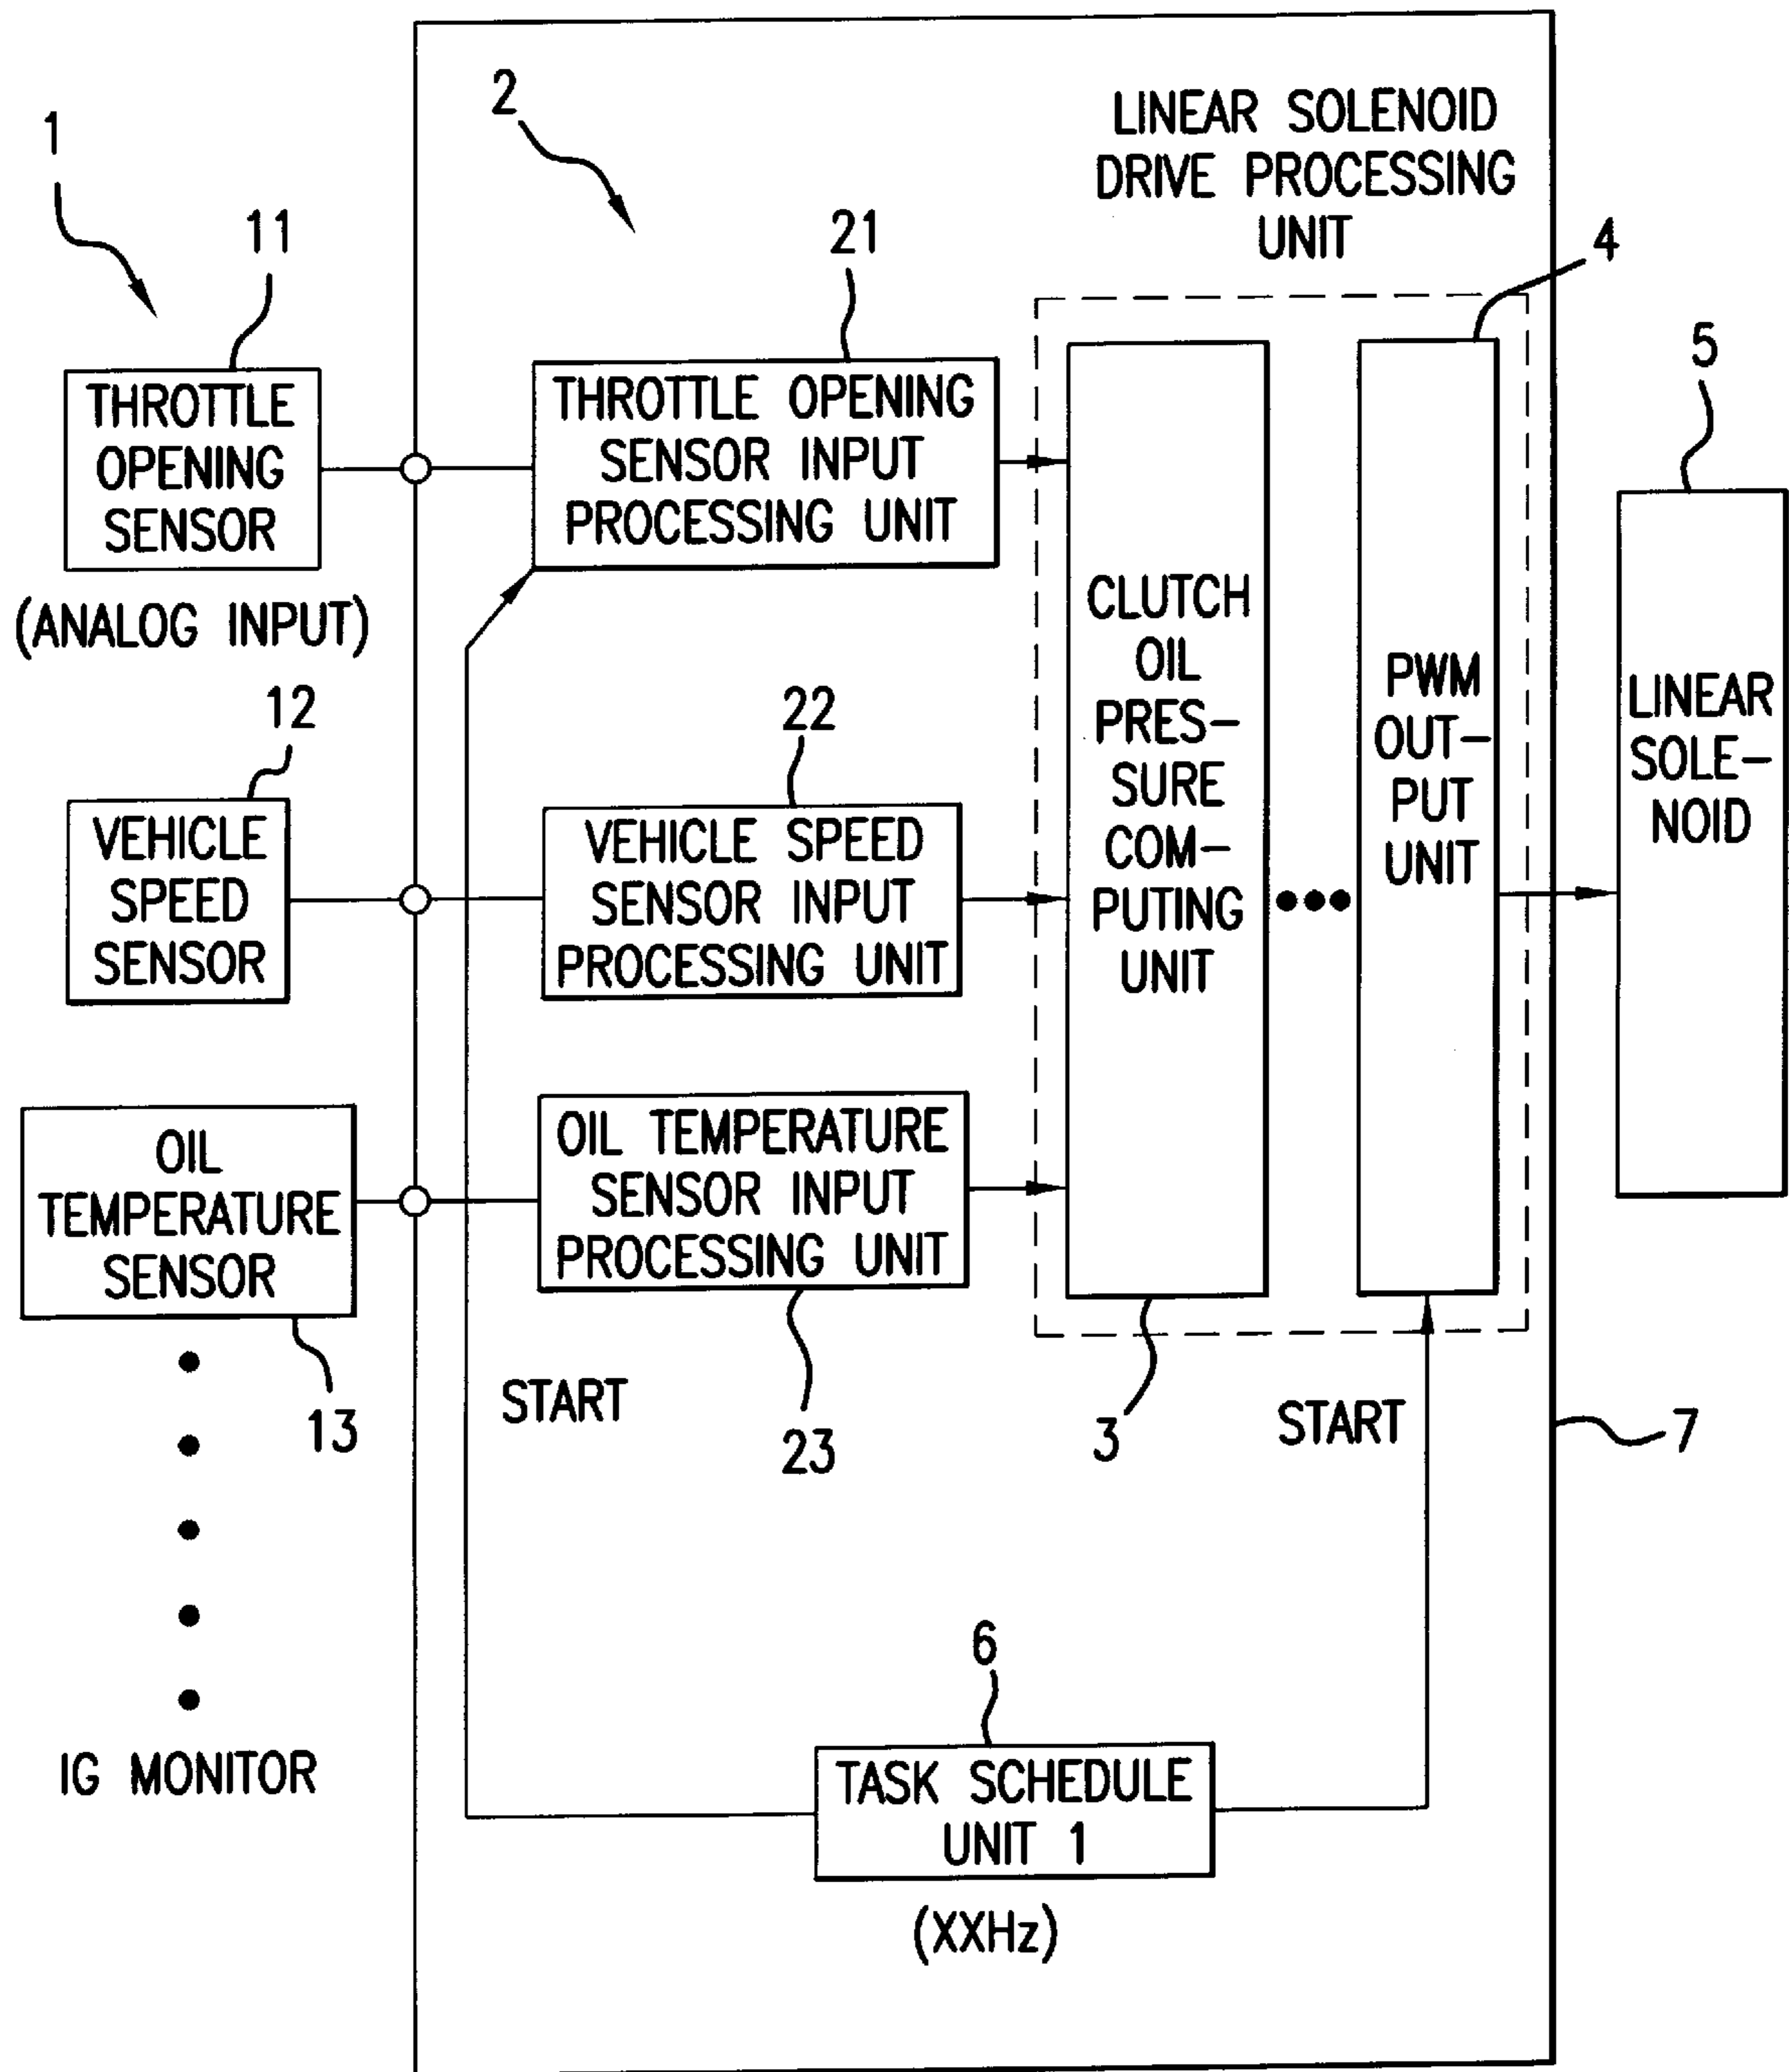 2
LINEAR SOLENOID
DRIVE PROCESSING
UNIT
1
11
21
4
THROTTLE
OPENING
SENSOR
(ANALOG INPUT)
THROTTLE OPENING
SENSOR INPUT
PROCESSING UNIT
5
12
VEHICLE
SPEED
SENSOR
22
VEHICLE SPEED
SENSOR INPUT
PROCESSING UNIT
CLUTCH
OIL
PRES-
SURE
COM-
PUTING
UNIT
PWM
OUT-
PUT
UNIT
LINEAR
SOLE-
NOID
OIL
TEMPERATURE
SENSOR
13
OIL TEMPERATURE
SENSOR INPUT
PROCESSING UNIT
23
START
3
START
7
6
IG MONITOR
TASK SCHEDULE
UNIT 1
(XXHz)